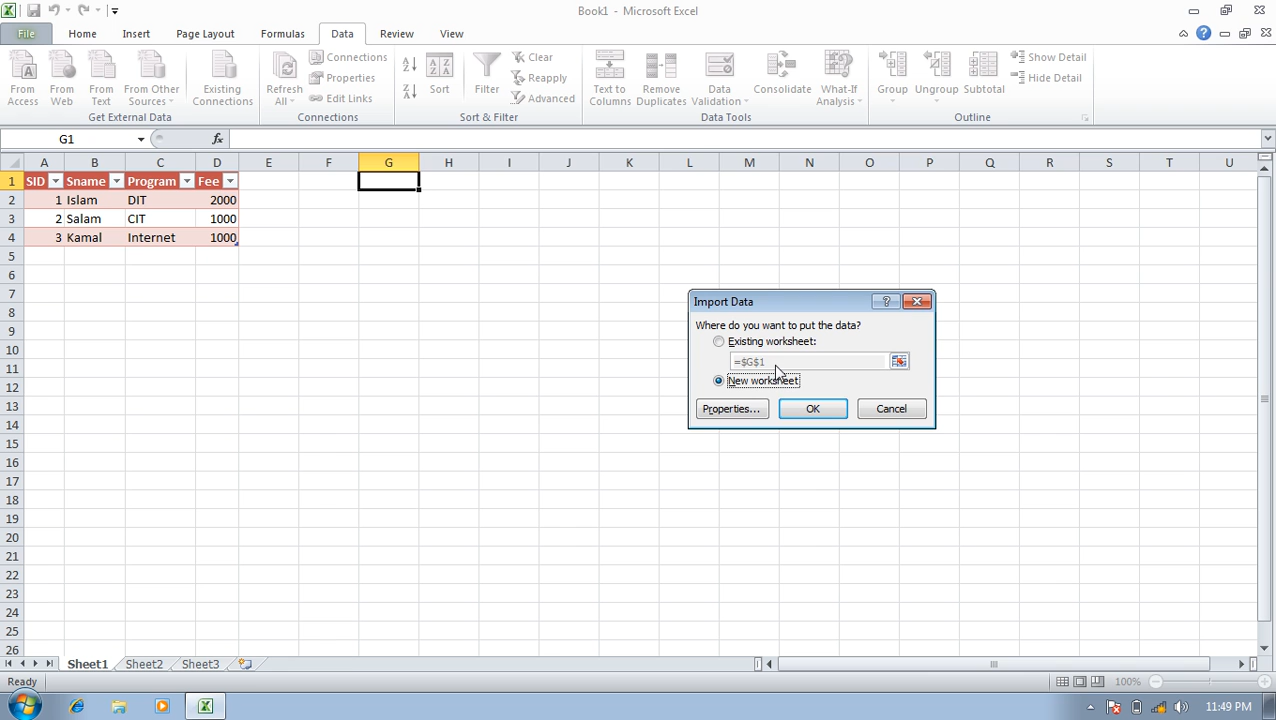 Book1 - Microsoft Excel
File Home Insert Page Layout Formulas Data Review View
From Access
From Web
From Text
From Other Sources
Existing Connections
Get External Data
Refresh All
Connections
Properties
Edit Links
Connections
Sort
Filter
Clear
Reapply
Advanced
Sort & Filter
Text to Columns
Remove Duplicates
Data Validation
Consolidate
What-If Analysis
Data Tools
Group
Ungroup
Subtotal
Show Detail
Hide Detail
Outline
G1 fx
A B C D E F G H I J K L M N O P Q R S T U
1 SID Sname Program Fee
2 1 Islam DIT 2000
3 2 Salam CIT 1000
4 3 Kamal Internet 1000
5
6
7
8
9
10
11
12
13
14
15
16
17
18
19
20
21
22
23
24
25
26
Import Data
Where do you want to put the data?
Existing worksheet:
=$G$1
New worksheet
Properties... OK Cancel
Sheet1 Sheet2 Sheet3
Ready 100%
11:49 PM